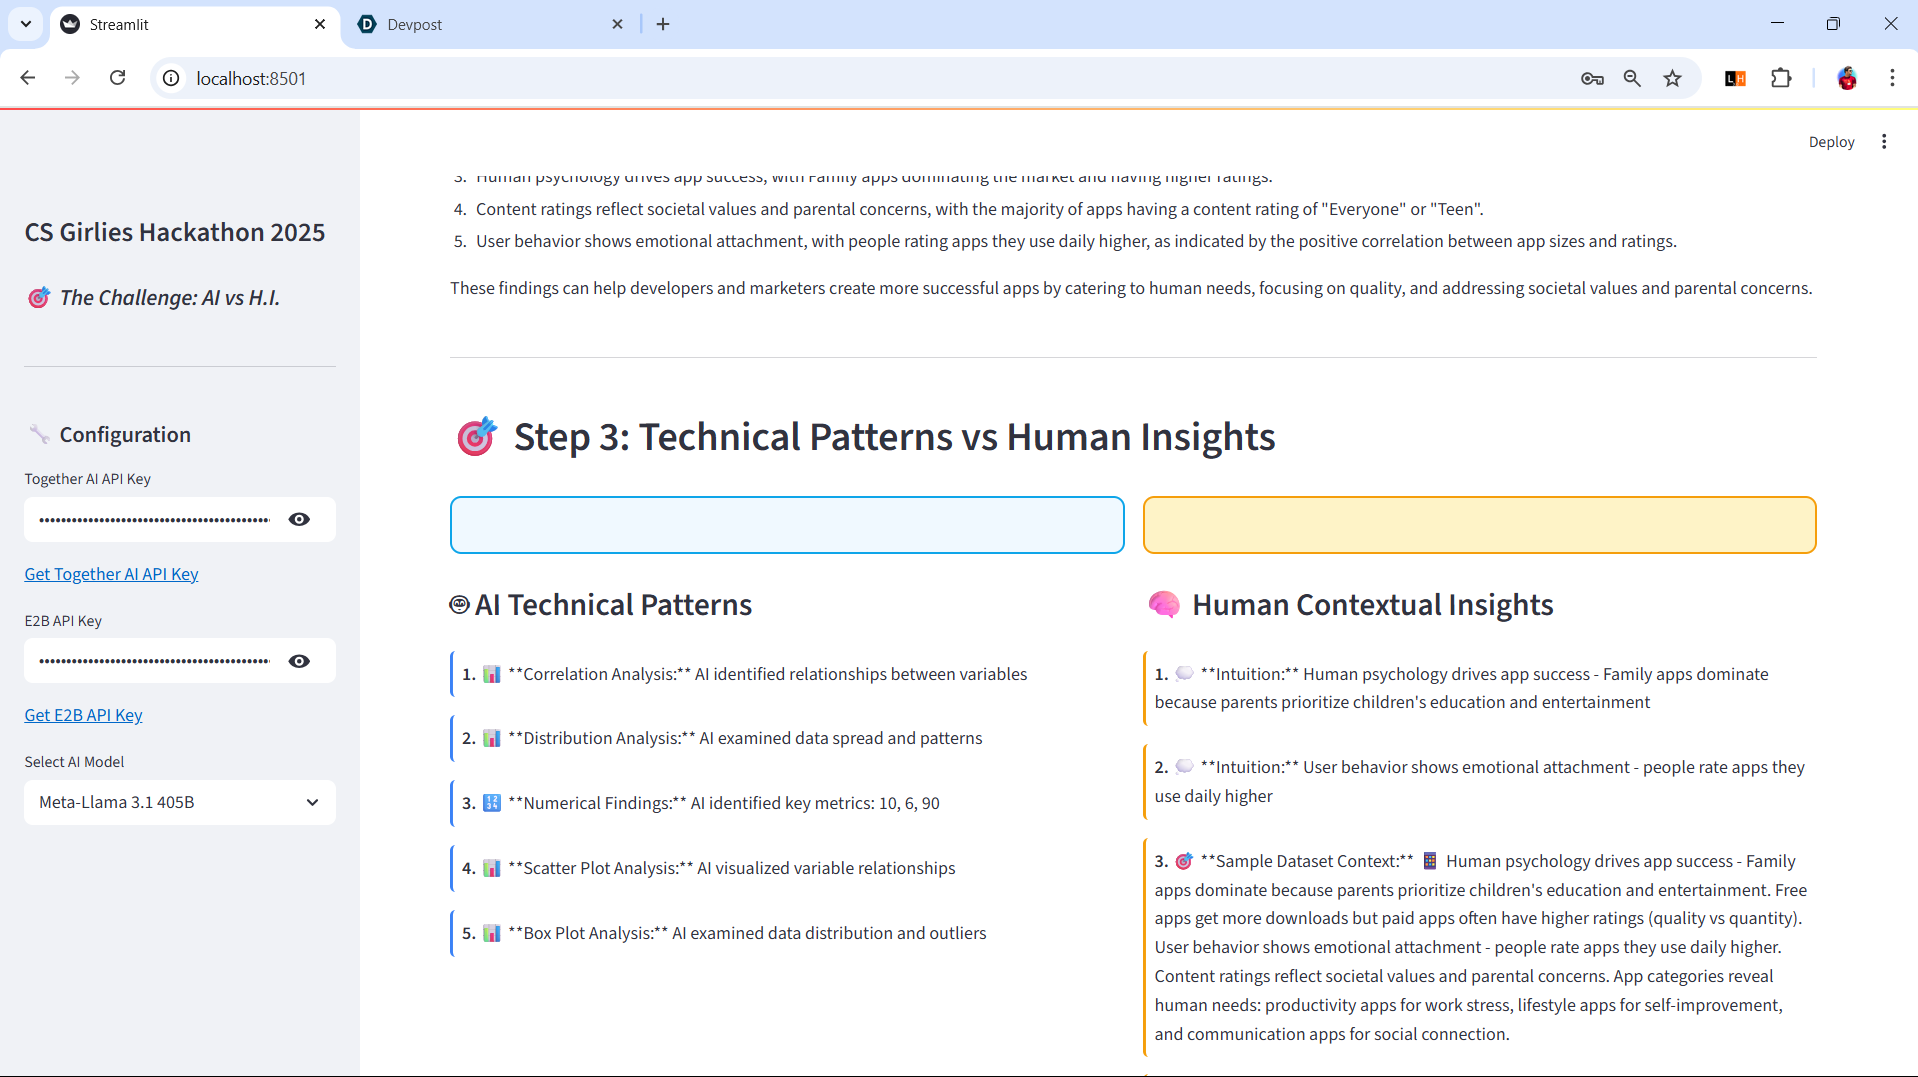 Streamlit
Devpost
localhost:8501
LH
Deploy
CS Girlies Hackathon 2025
The Challenge: AI vs H.I.
Configuration
Together AI API Key
Get Together AI API Key
E2B API Key
Get E2B API Key
Select AI Model
Meta-Llama 3.1 405B
3. Human psychology drives app success, with Family apps dominating the market and having higher ratings.
4. Content ratings reflect societal values and parental concerns, with the majority of apps having a content rating of "Everyone" or "Teen".
5. User behavior shows emotional attachment, with people rating apps they use daily higher, as indicated by the positive correlation between app sizes and ratings.
These findings can help developers and marketers create more successful apps by catering to human needs, focusing on quality, and addressing societal values and parental concerns.
Step 3: Technical Patterns vs Human Insights
AI Technical Patterns
1. **Correlation Analysis:** AI identified relationships between variables
2. **Distribution Analysis:** AI examined data spread and patterns
3. **Numerical Findings:** AI identified key metrics: 10, 6, 90
4. **Scatter Plot Analysis:** AI visualized variable relationships
5. **Box Plot Analysis:** AI examined data distribution and outliers
Human Contextual Insights
1. **Intuition:** Human psychology drives app success - Family apps dominate
because parents prioritize children's education and entertainment
2. **Intuition:** User behavior shows emotional attachment - people rate apps they
use daily higher
3. **Sample Dataset Context:** Human psychology drives app success - Family
apps dominate because parents prioritize children's education and entertainment. Free
apps get more downloads but paid apps often have higher ratings (quality vs quantity).
User behavior shows emotional attachment - people rate apps they use daily higher.
Content ratings reflect societal values and parental concerns. App categories reveal
human needs: productivity apps for work stress, lifestyle apps for self-improvement,
and communication apps for social connection.